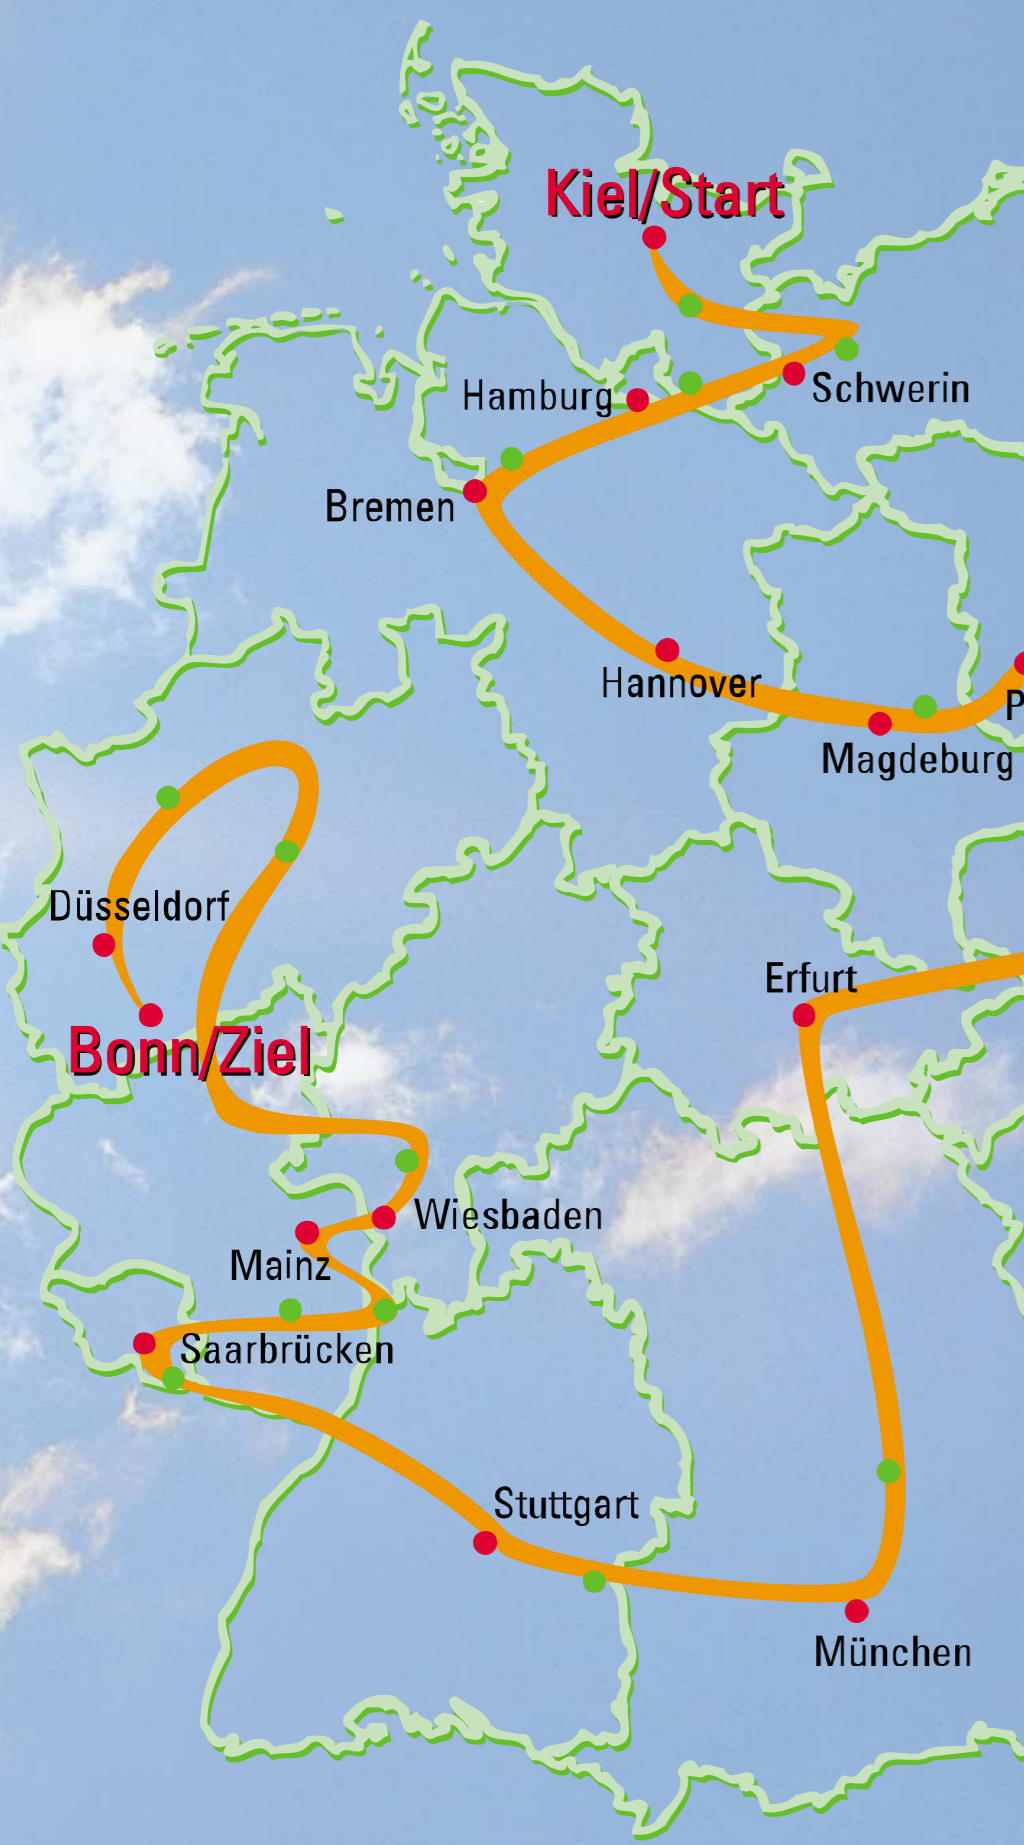 Kiel/Start
Schwerin
Hamburg
Bremen
Hannover
P
Magdeburg
Düsseldorf
Erfurt
Bonn/Ziel
Wiesbaden
Mainz
Saarbrücken
Stuttgart
München